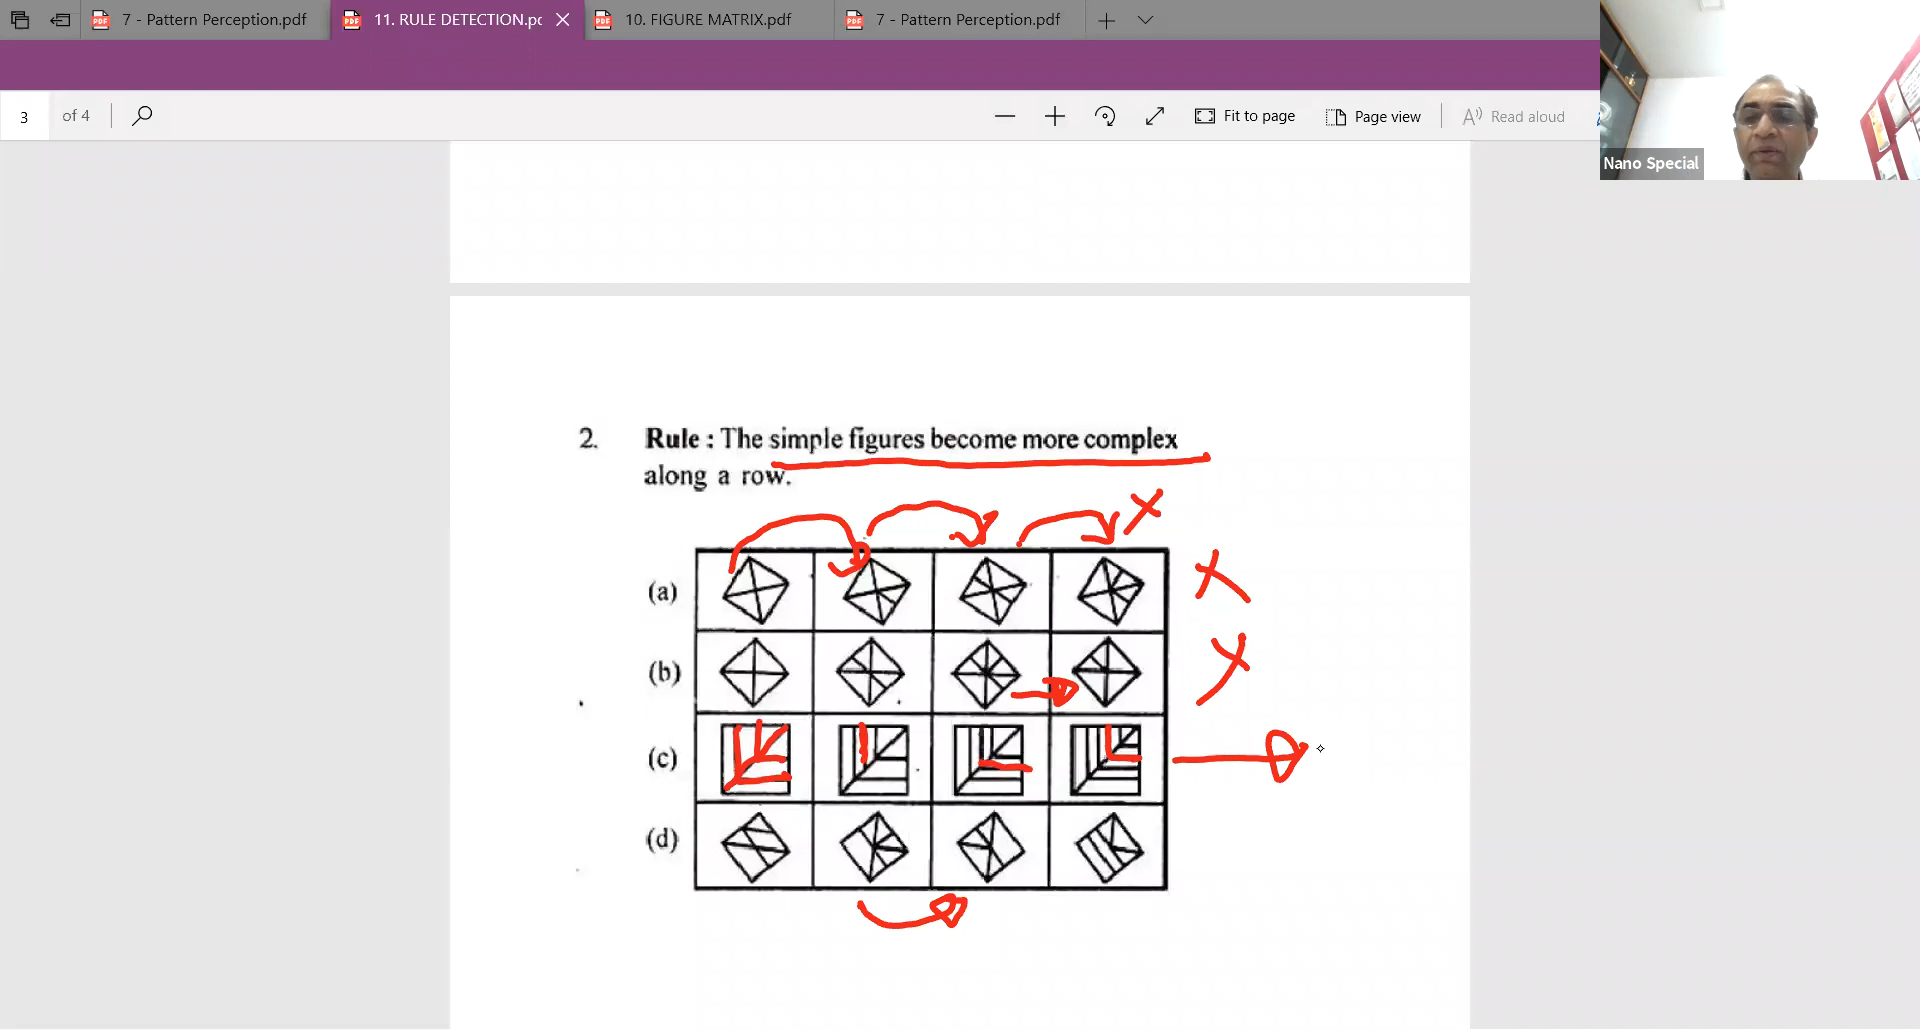 7 - Pattern Perception.pdf
11. RULE DETECTION.pc
10. FIGURE MATRIX.pdf
7 - Pattern Perception.pdf
3 of 4
Fit to page
Page view
Read aloud
Nano Special
2. Rule : The simple figures become more complex
along a row.
(a)
(b)
(c)
(d)